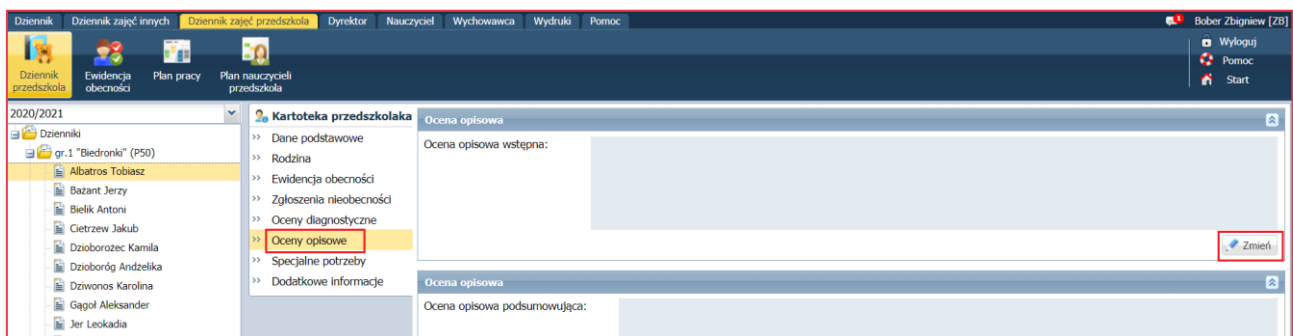 Dziennik Dziennik zajęć innych Dziennik zajęć przedszkola Dyrektor Nauczyciel Wychowawca Wydruki Pomoc 1 Bober Zbigniew [ZB]
Dziennik przedszkola
Ewidencja obecności
Plan pracy
Plan nauczycieli przedszkola
Wyloguj
Pomoc
Start
2020/2021
Dzienniki
gr.1 "Biedronki" (P50)
Albatros Tobiasz
Bażant Jerzy
Bielik Antoni
Cietrzew Jakub
Dzioborożec Kamila
Dzioboróg Andżelika
Dziwonos Karolina
Gągoł Aleksander
Jer Leokadia
Kartoteka przedszkolaka
Dane podstawowe
Rodzina
Ewidencja obecności
Zgłoszenia nieobecności
Oceny diagnostyczne
Oceny opisowe
Specjalne potrzeby
Dodatkowe informacje
Ocena opisowa
Ocena opisowa wstępna:
Zmień
Ocena opisowa
Ocena opisowa podsumowująca: